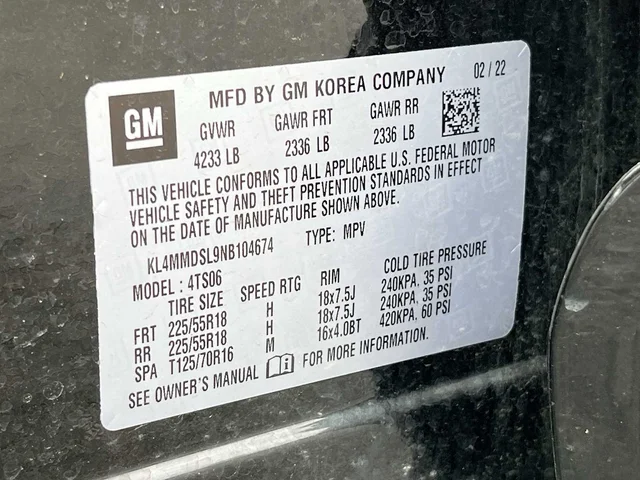 MFD BY GM KOREA COMPANY 02 / 22
GM
GVWR GAWR FRT GAWR RR
4233 LB 2336 LB 2336 LB
THIS VEHICLE CONFORMS TO ALL APPLICABLE U.S. FEDERAL MOTOR
VEHICLE SAFETY AND THEFT PREVENTION STANDARDS IN EFFECT
ON THE DATE OF MANUFACTURE SHOWN ABOVE.
KL4MMDSL9NB104674 TYPE: MPV
MODEL : 4TS06
TIRE SIZE SPEED RTG RIM COLD TIRE PRESSURE
FRT 225/55R18 H 18x7.5J 240KPA, 35 PSI
RR 225/55R18 H 18x7.5J 240KPA, 35 PSI
SPA T125/70R16 M 16x4.0BT 420KPA, 60 PSI
SEE OWNER'S MANUAL FOR MORE INFORMATION.